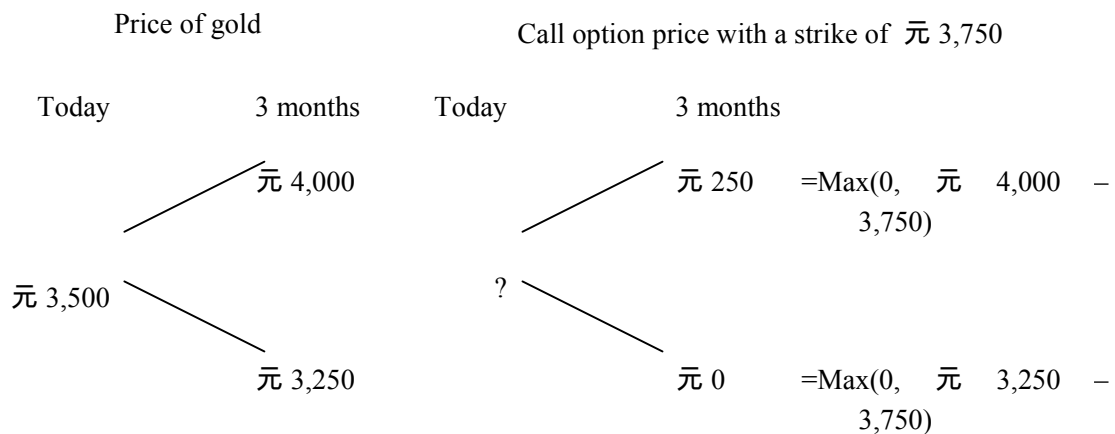 Price of gold
Call option price with a strike of 元 3,750
Today 3 months Today 3 months
元 4,000 元 250 =Max(0, 元 4,000 –
3,750)
元 3,500 ?
元 3,250 元 0 =Max(0, 元 3,250 –
3,750)